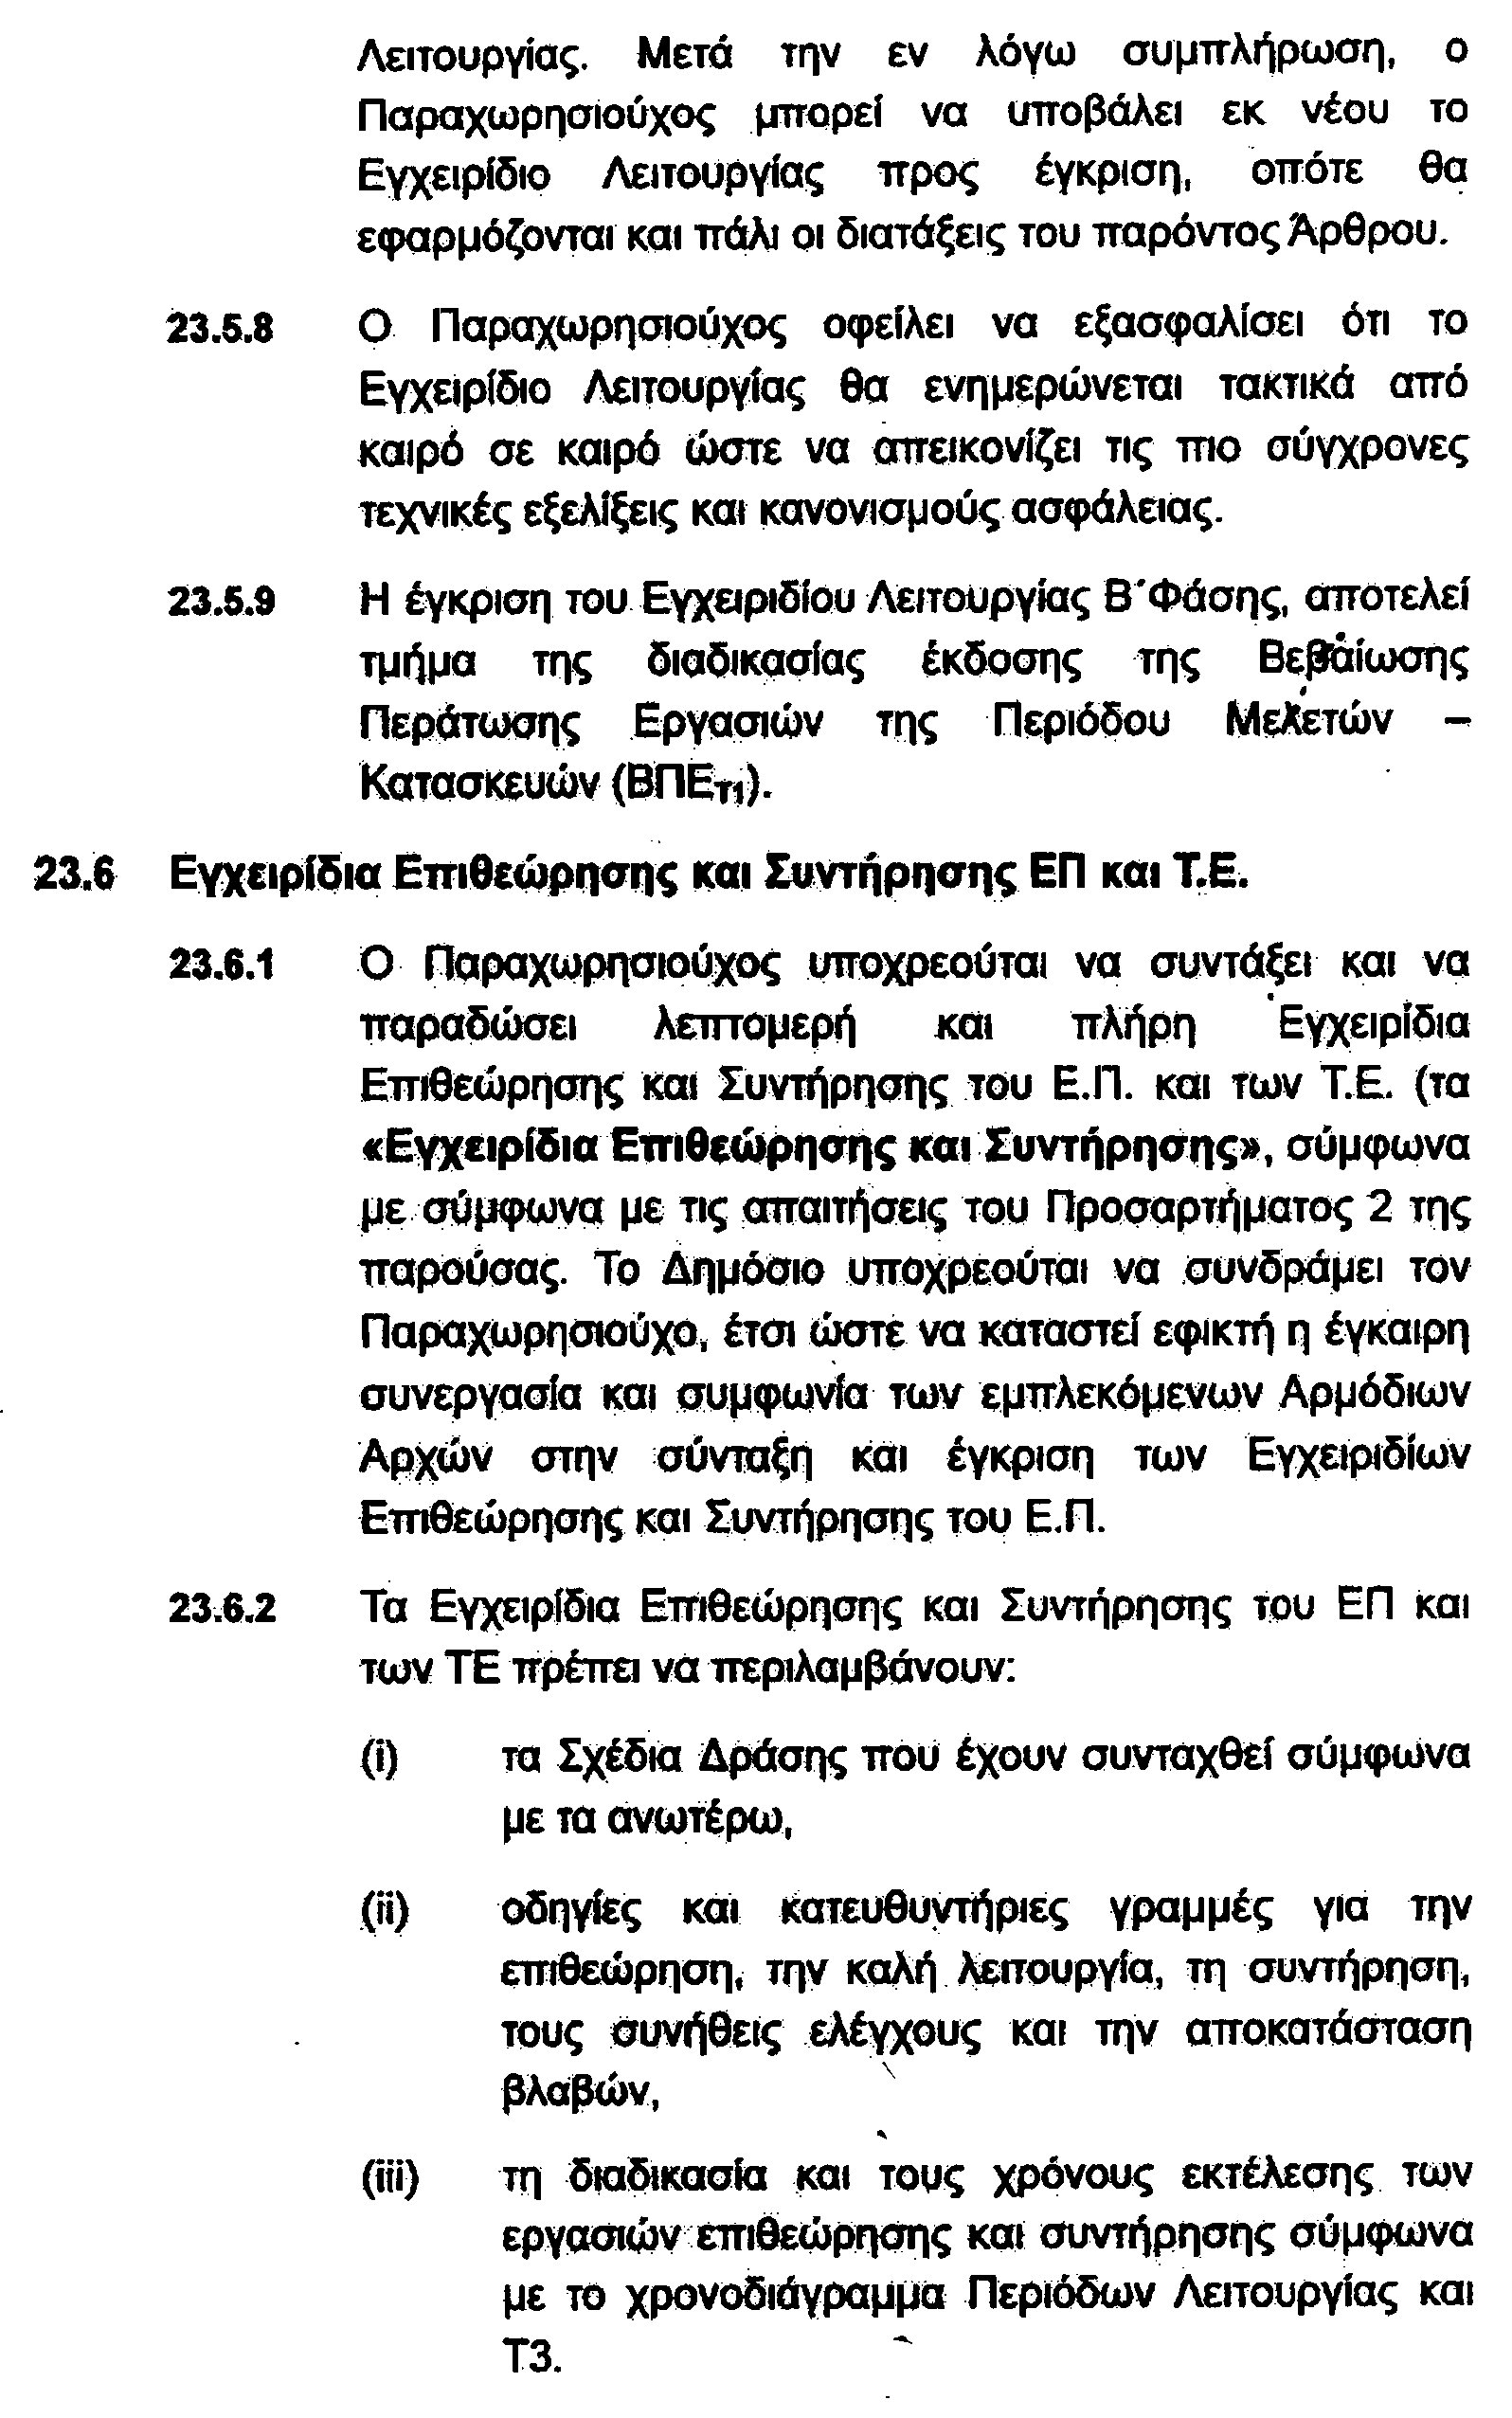 Λειτουργίας. Μετά την εν λόγω συμπλήρωση, ο
Παραχωρησιούχος μπορεί να υποβάλει εκ νέου το
Εγχειρίδιο Λειτουργίας προς έγκριση, οπότε θα
εφαρμόζονται και πάλι οι διατάξεις του παρόντος Άρθρου.
23.5.8 Ο Παραχωρησιούχος οφείλει να εξασφαλίσει ότι το
Εγχειρίδιο Λειτουργίας θα ενημερώνεται τακτικά από
καιρό σε καιρό ώστε να απεικονίζει τις πιο σύγχρονες
τεχνικές εξελίξεις και κανονισμούς ασφάλειας.
23.5.9 Η έγκριση του Εγχειριδίου Λειτουργίας Β΄Φάσης, αποτελεί
τμήμα της διαδικασίας έκδοσης της Βεβαίωσης
Περάτωσης Εργασιών της Περιόδου Μελετών –
Κατασκευών (ΒΠΕΤ1).
23.6 Εγχειρίδια Επιθεώρησης και Συντήρησης ΕΠ και Τ.Ε.
23.6.1 Ο Παραχωρησιούχος υποχρεούται να συντάξει και να
παραδώσει λεπτομερή και πλήρη Εγχειρίδια
Επιθεώρησης και Συντήρησης του Ε.Π. και των Τ.Ε. (τα
«Εγχειρίδια Επιθεώρησης και Συντήρησης», σύμφωνα
με σύμφωνα με τις απαιτήσεις του Προσαρτήματος 2 της
παρούσας. Το Δημόσιο υποχρεούται να συνδράμει τον
Παραχωρησιούχο, έτσι ώστε να καταστεί εφικτή η έγκαιρη
συνεργασία και συμφωνία των εμπλεκόμενων Αρμόδιων
Αρχών στην σύνταξη και έγκριση των Εγχειριδίων
Επιθεώρησης και Συντήρησης του Ε.Π.
23.6.2 Τα Εγχειρίδια Επιθεώρησης και Συντήρησης του ΕΠ και
των ΤΕ πρέπει να περιλαμβάνουν:
(i) τα Σχέδια Δράσης που έχουν συνταχθεί σύμφωνα
με τα ανωτέρω,
(ii) οδηγίες και κατευθυντήριες γραμμές για την
επιθεώρηση, την καλή λειτουργία, τη συντήρηση,
τους συνήθεις ελέγχους και την αποκατάσταση
βλαβών,
(iii) τη διαδικασία και τους χρόνους εκτέλεσης των
εργασιών επιθεώρησης και συντήρησης σύμφωνα
με το χρονοδιάγραμμα Περιόδων Λειτουργίας και
Τ3.